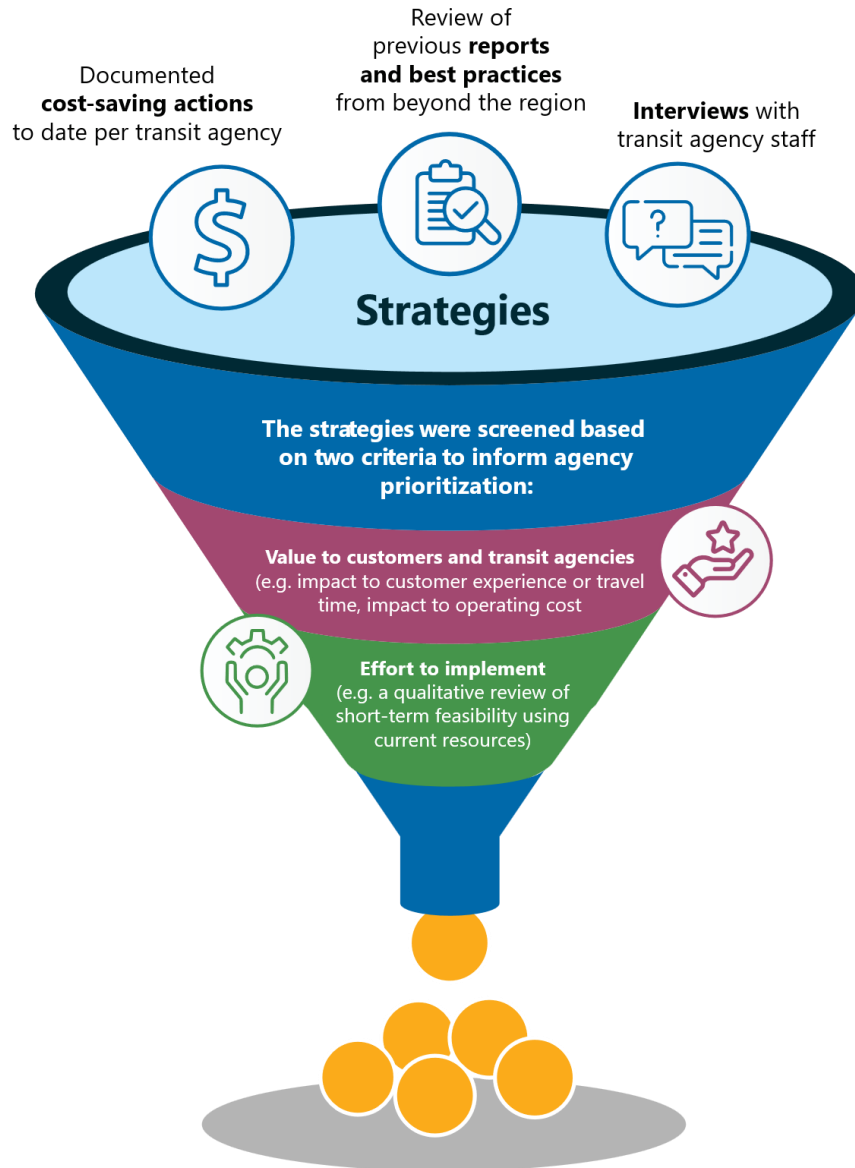 Documented
cost-saving actions
to date per transit agency
Review of
previous reports
and best practices
from beyond the region
Interviews with
transit agency staff
$
?
Strategies
The strategies were screened based
on two criteria to inform agency
prioritization:
Value to customers and transit agencies
(e.g. impact to customer experience or travel
time, impact to operating cost
Effort to implement
(e.g. a qualitative review of
short-term feasibility using
current resources)